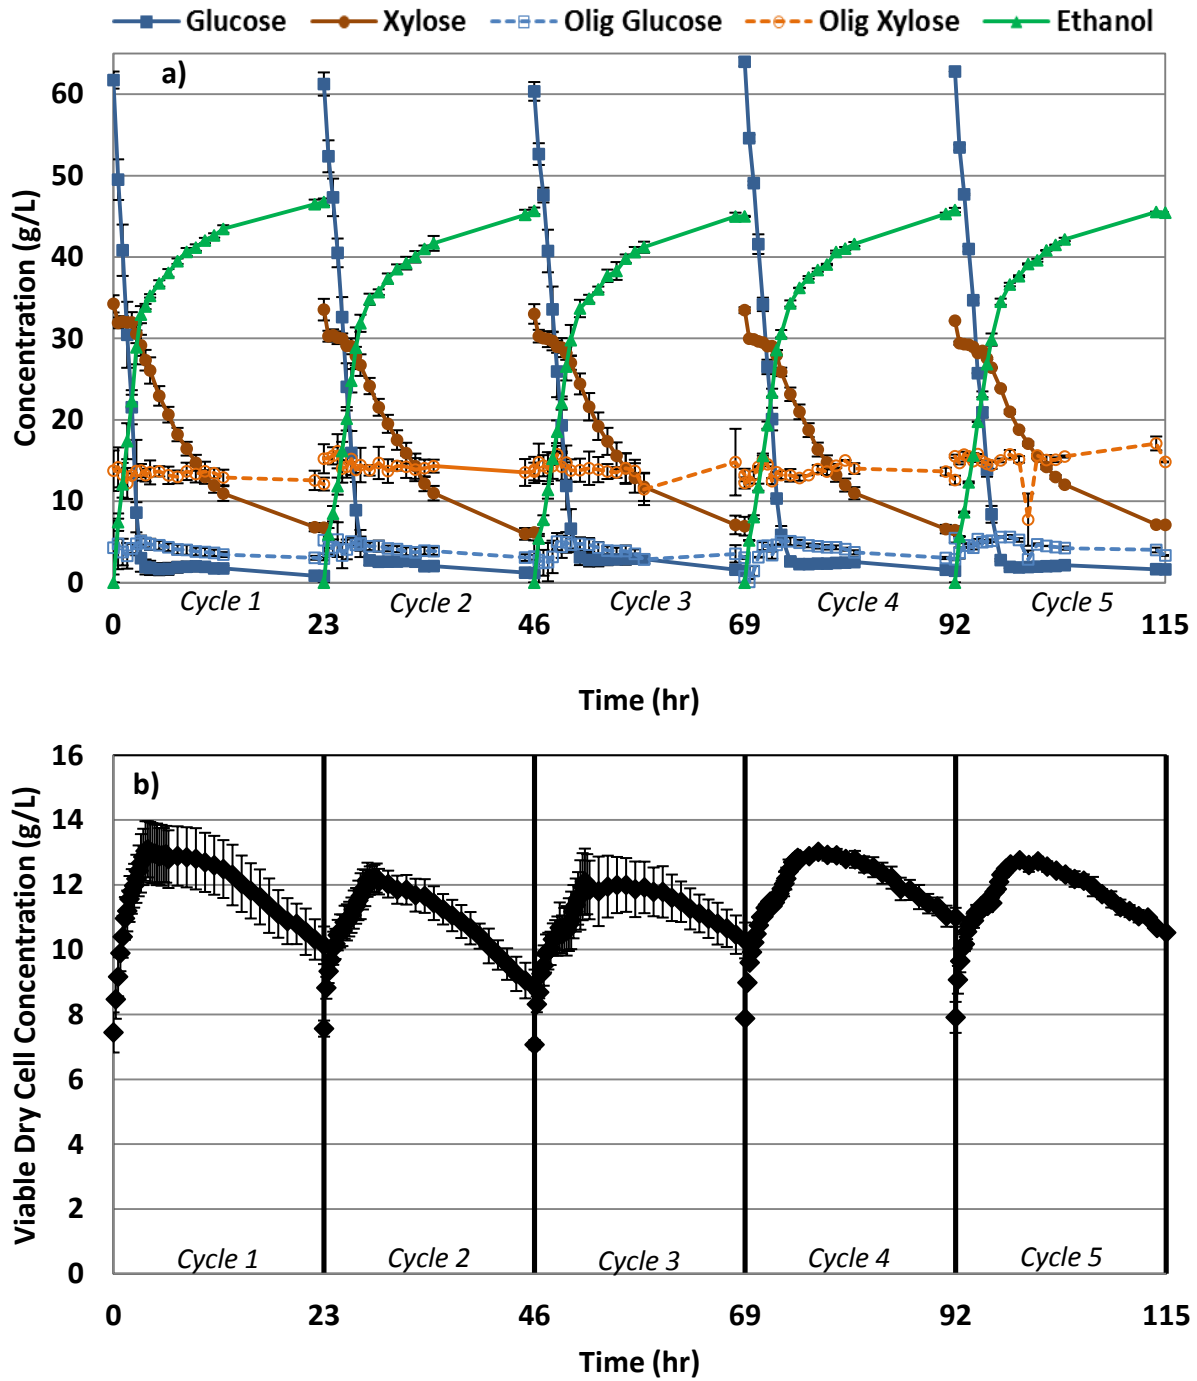 Glucose Xylose Olig Glucose Olig Xylose Ethanol
a)
60
50
40
30
20
10
0
Concentration (g/L)
Cycle 1 Cycle 2 Cycle 3 Cycle 4 Cycle 5
0 23 46 69 92 115
Time (hr)
b)
16
14
12
10
8
6
4
2
0
Viable Dry Cell Concentration (g/L)
Cycle 1 Cycle 2 Cycle 3 Cycle 4 Cycle 5
0 23 46 69 92 115
Time (hr)